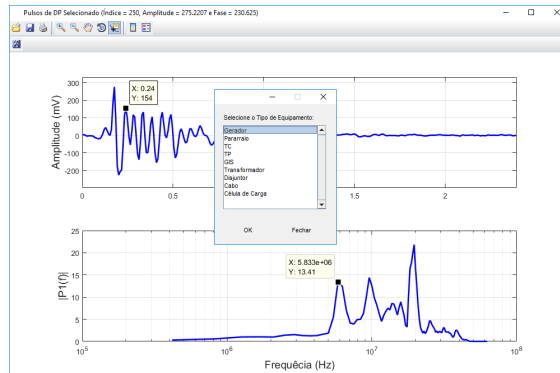 Pulsos de DP Selecionado (Índice = 250, Amplitude = 275.2207 e Fase = 230.625)
300
200
100
0
-100
-200
Amplitude (mV)
X: 0.24
Y: 154
0
0.5
1.5
2
Selecione o Tipo de Equipamento:
Gerador
Pararraio
TC
TP
GIS
Transformador
Disjuntor
Cabo
Célula de Carga
OK
Fechar
25
20
15
10
5
0
|P1(f)|
X: 5.833e+06
Y: 13.41
10^5
10^6
10^7
10^8
Frequêcia (Hz)